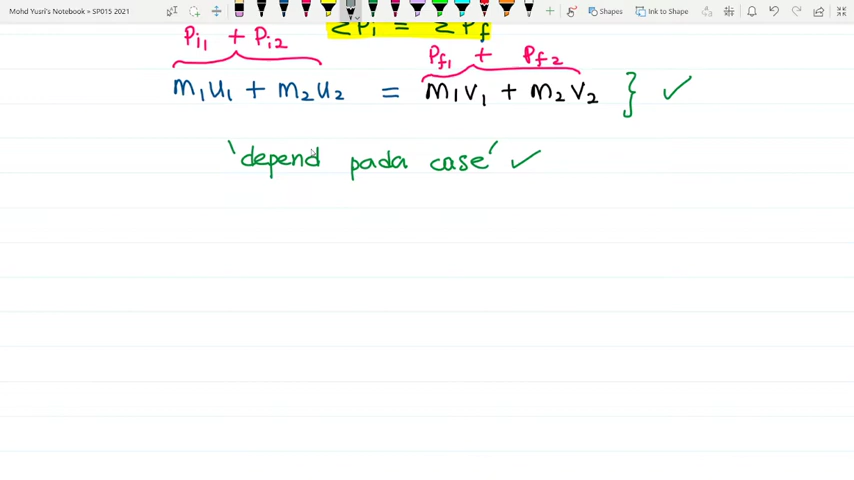 Mohd Yusri's Notebook » SP015 2021
Shapes
Ink to Shape
ΣPi = ΣPf
Pi1 + Pi2
Pf1 + Pf2
m₁u₁ + m₂u₂ = m₁v₁ + m₂v₂ } ✓
'depend pada case' ✓